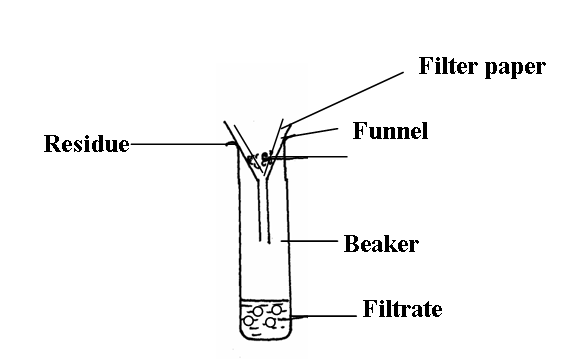 Filter paper
Funnel
Residue
Beaker
Filtrate